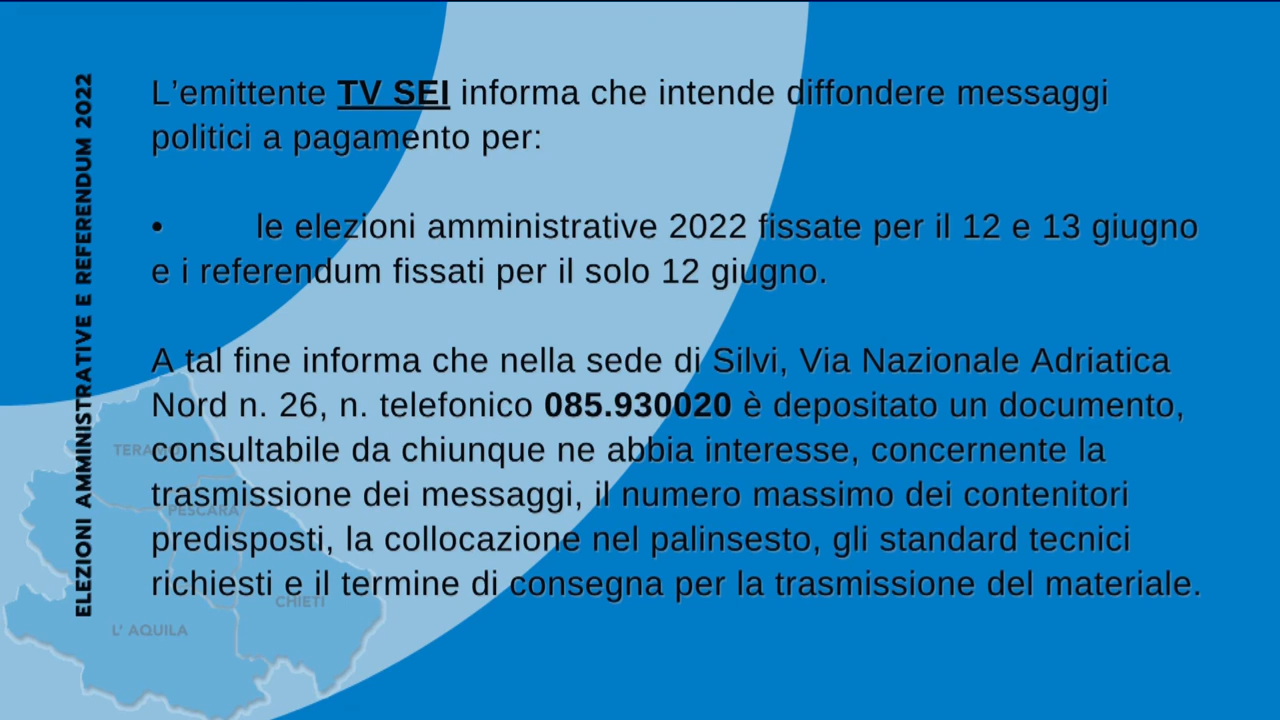 ELEZIONI AMMINISTRATIVE E REFERENDUM 2022
L’emittente TV SEI informa che intende diffondere messaggi
politici a pagamento per:
• le elezioni amministrative 2022 fissate per il 12 e 13 giugno
e i referendum fissati per il solo 12 giugno.
A tal fine informa che nella sede di Silvi, Via Nazionale Adriatica
Nord n. 26, n. telefonico 085.930020 è depositato un documento,
consultabile da chiunque ne abbia interesse, concernente la
trasmissione dei messaggi, il numero massimo dei contenitori
predisposti, la collocazione nel palinsesto, gli standard tecnici
richiesti e il termine di consegna per la trasmissione del materiale.
PESCARA
CHIETI
L' AQUILA